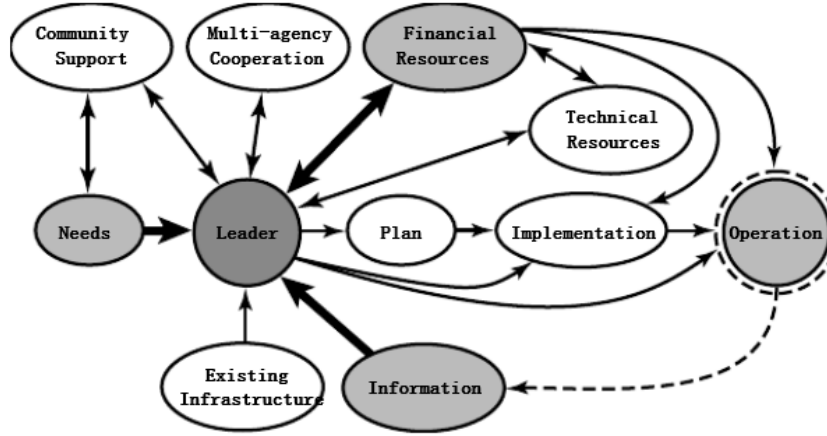 Community
Support
Multi-agency
Cooperation
Financial
Resources
Technical
Resources
Needs
Leader
Plan
Implementation
Operation
Existing
Infrastructure
Information